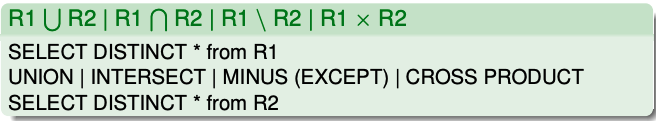 R1 ⋃ R2 | R1 ⋂ R2 | R1 \ R2 | R1 × R2
SELECT DISTINCT * from R1
UNION | INTERSECT | MINUS (EXCEPT) | CROSS PRODUCT
SELECT DISTINCT * from R2